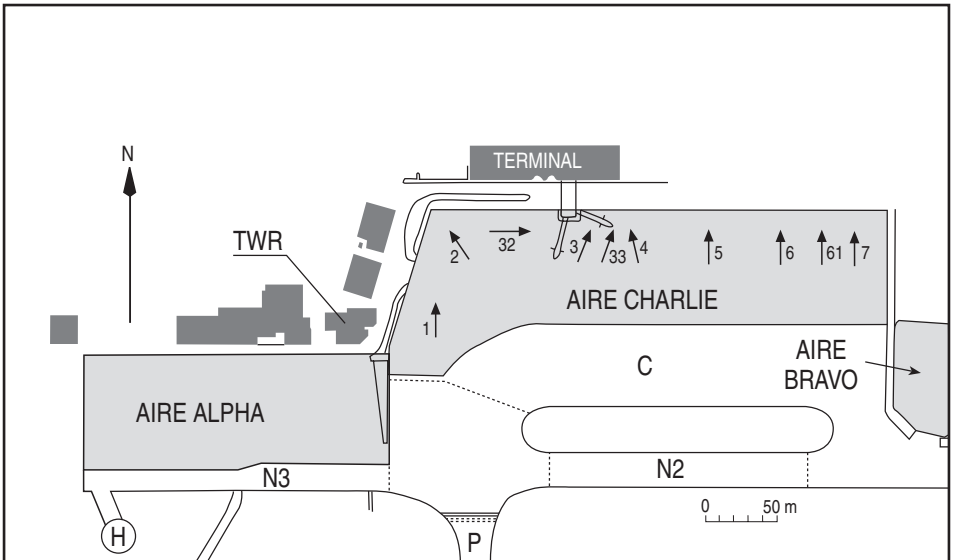 TERMINAL
N
TWR
2
32
3
33
4
5
6
61
7
AIRE CHARLIE
1
C
AIRE
BRAVO
AIRE ALPHA
N3
N2
0 50 m
H
P